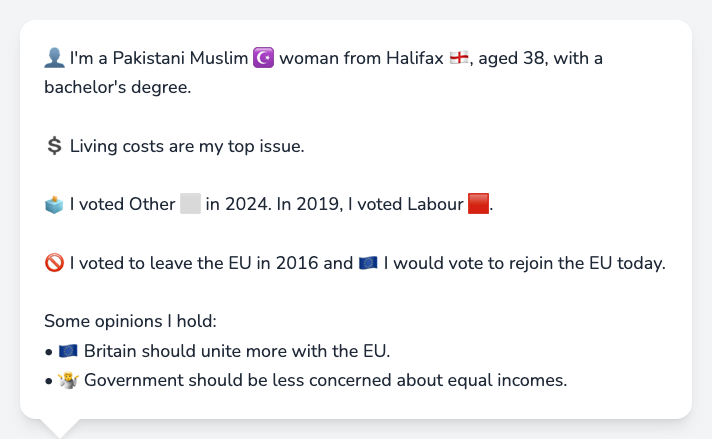 👤 I'm a Pakistani Muslim ☪️ woman from Halifax 🏴󠁧󠁢󠁥󠁮󠁧󠁿, aged 38, with a
bachelor's degree.
💲 Living costs are my top issue.
🗳️ I voted Other ⬜ in 2024. In 2019, I voted Labour 🟥.
🚫 I voted to leave the EU in 2016 and 🇪🇺 I would vote to rejoin the EU today.
Some opinions I hold:
• 🇪🇺 Britain should unite more with the EU.
• 🤷 Government should be less concerned about equal incomes.